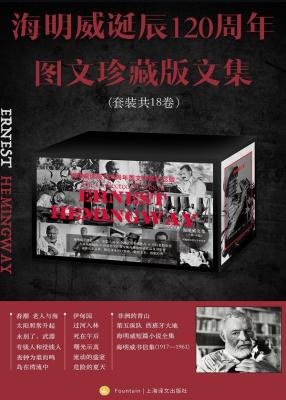 海明威诞辰120周年
图文珍藏版文集
(套装共18卷)
ERNEST HEMINGWAY
ERNEST
HEMINGWAY
春潮 老人与海
太阳照常升起
永别了，武器
有钱人和没钱人
丧钟为谁而鸣
岛在湾流中
伊甸园
过河入林
死在午后
曙光示真
流动的盛宴
危险的夏天
非洲的青山
第五纵队 西班牙大地
海明威短篇小说全集
海明威书信集(1917—1961)
Fountain | 上海译文出版社